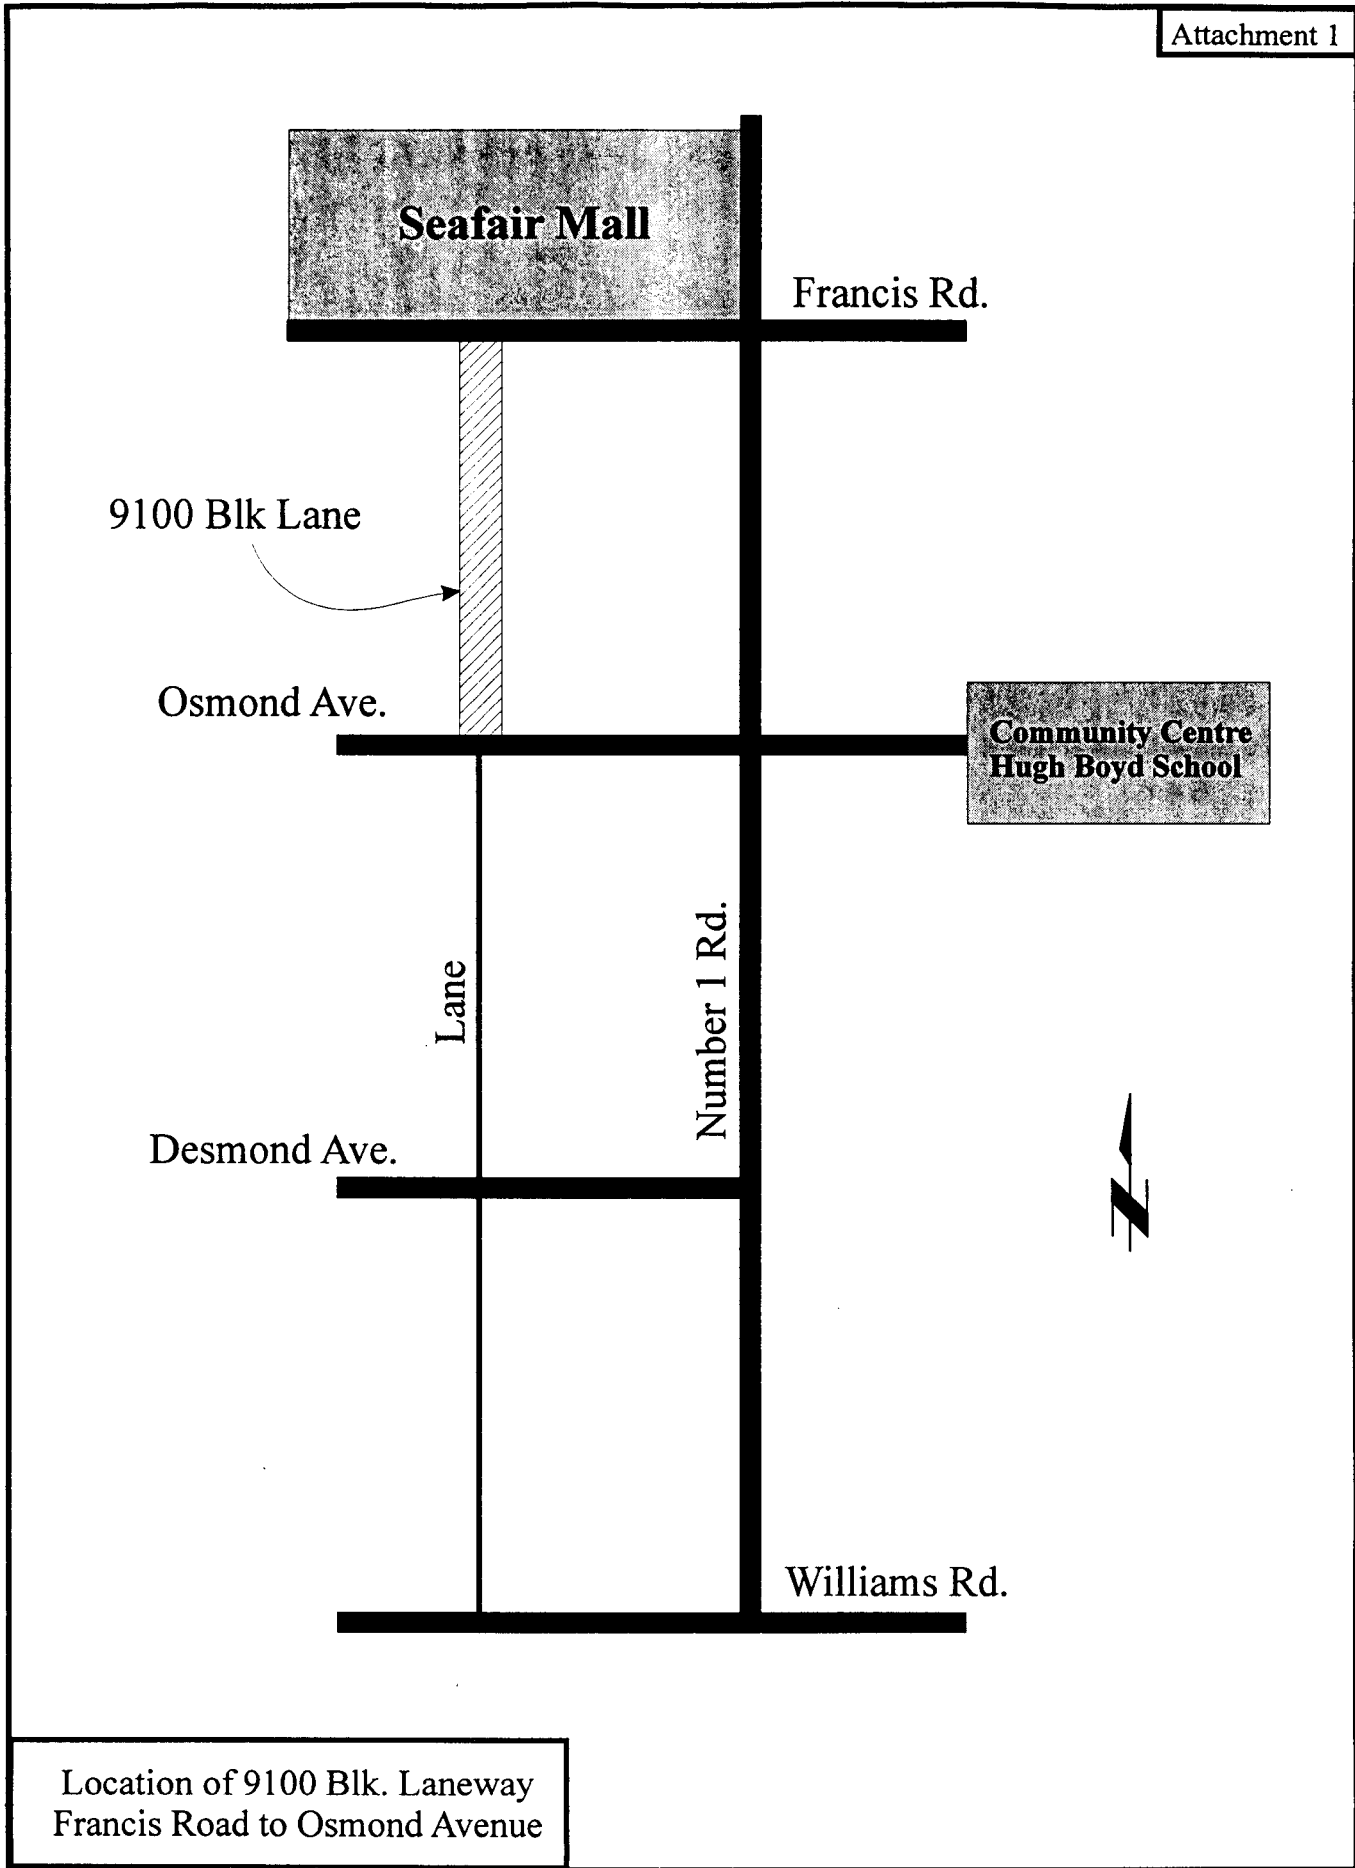 Attachment 1
Seafair Mall
Francis Rd.
9100 Blk Lane
Osmond Ave.
Community Centre
Hugh Boyd School
Number 1 Rd.
Lane
Desmond Ave.
N
Williams Rd.
Location of 9100 Blk. Laneway
Francis Road to Osmond Avenue